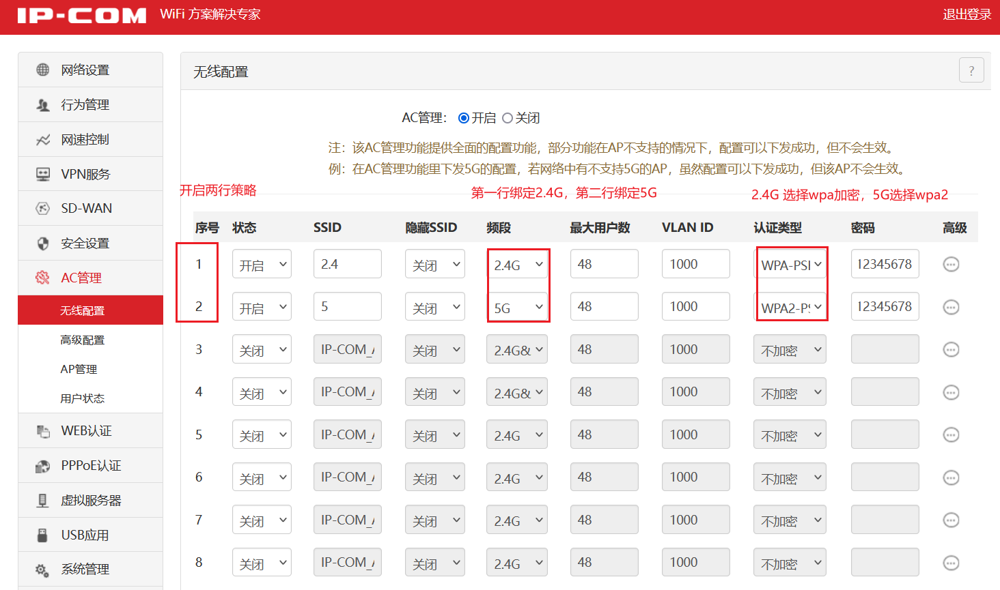 IP-COM WiFi 方案解决专家 退出登录
网络设置
行为管理
网速控制
VPN服务
SD-WAN
安全设置
AC管理
无线配置
高级配置
AP管理
用户状态
WEB认证
PPPoE认证
虚拟服务器
USB应用
系统管理
无线配置 ?
AC管理： 开启 关闭
注：该AC管理功能提供全面的配置功能，部分功能在AP不支持的情况下，配置可以下发成功，但不会生效。
例：在AC管理功能里下发5G的配置，若网络中有不支持5G的AP，虽然配置可以下发成功，但该AP不会生效。
开启两行策略 第一行绑定2.4G，第二行绑定5G 2.4G 选择wpa加密，5G选择wpa2
序号 状态 SSID 隐藏SSID 频段 最大用户数 VLAN ID 认证类型 密码 高级
1 开启 2.4 关闭 2.4G 48 1000 WPA-PSK 12345678
2 开启 5 关闭 5G 48 1000 WPA2-PS 12345678
3 关闭 IP-COM_A 关闭 2.4G& 48 1000 不加密
4 关闭 IP-COM_A 关闭 2.4G& 48 1000 不加密
5 关闭 IP-COM_A 关闭 2.4G 48 1000 不加密
6 关闭 IP-COM_A 关闭 2.4G 48 1000 不加密
7 关闭 IP-COM_A 关闭 2.4G 48 1000 不加密
8 关闭 IP-COM_A 关闭 2.4G 48 1000 不加密